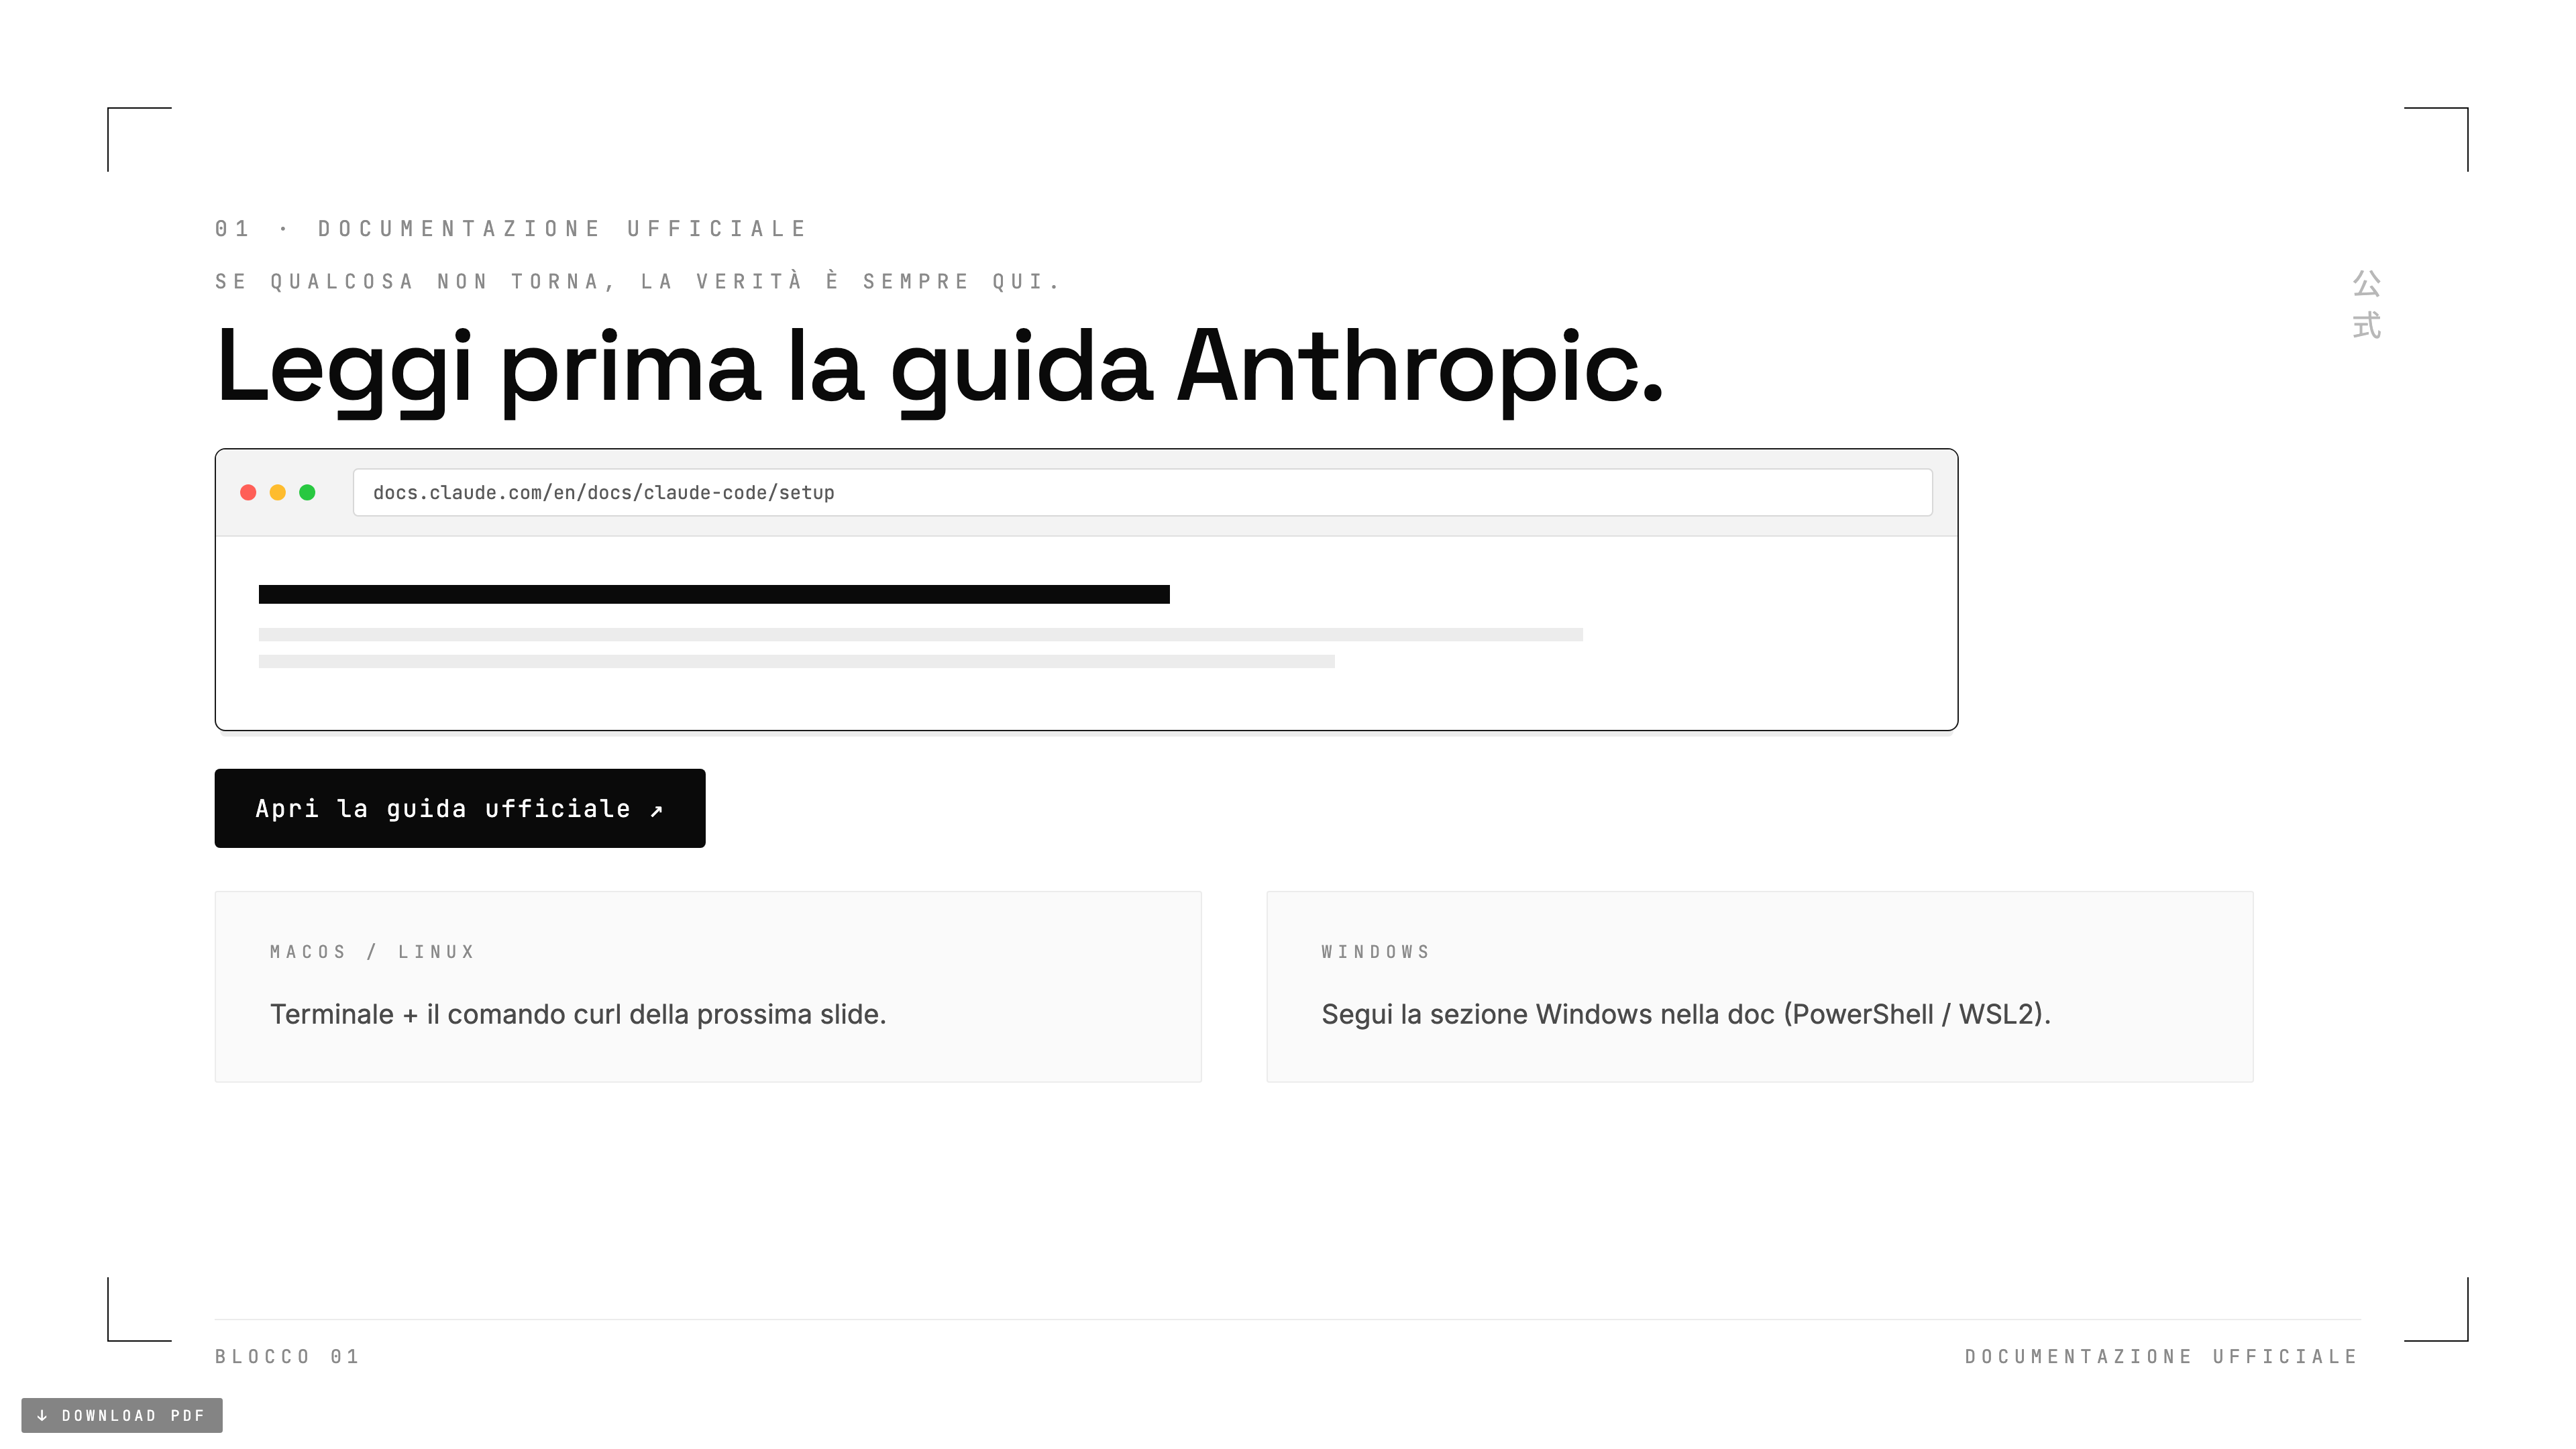 01 · DOCUMENTAZIONE UFFICIALE
SE QUALCOSA NON TORNA, LA VERITÀ È SEMPRE QUI.
公式
Leggi prima la guida Anthropic.
docs.claude.com/en/docs/claude-code/setup
Apri la guida ufficiale ↗
MACOS / LINUX
Terminale + il comando curl della prossima slide.
WINDOWS
Segui la sezione Windows nella doc (PowerShell / WSL2).
BLOCCO 01
DOCUMENTAZIONE UFFICIALE
↓ DOWNLOAD PDF